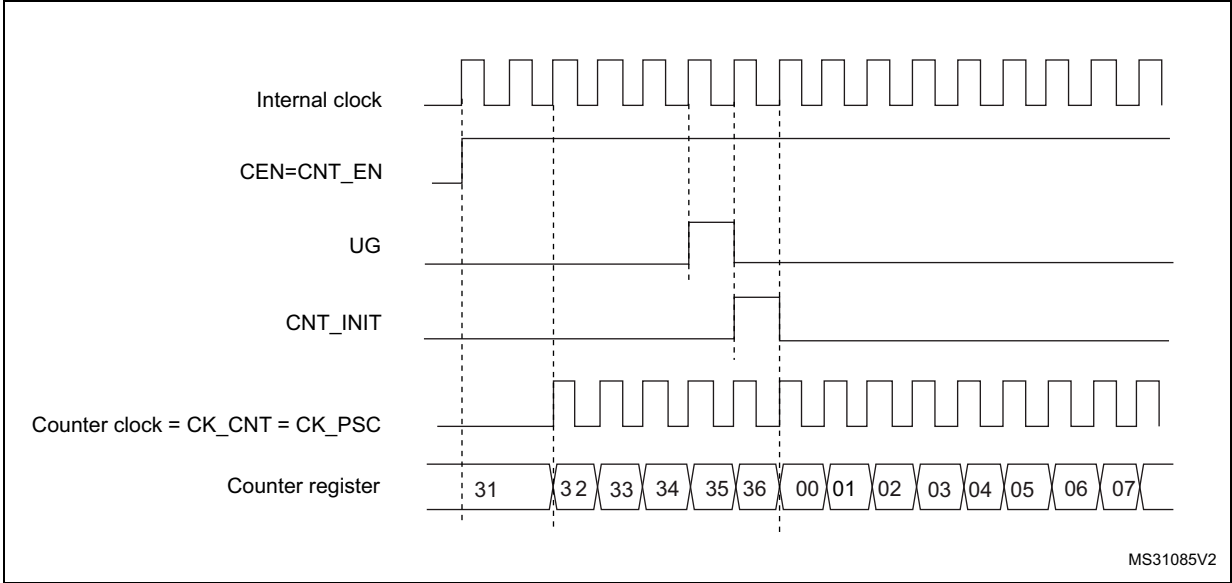 Internal clock
CEN=CNT_EN
UG
CNT_INIT
Counter clock = CK_CNT = CK_PSC
Counter register 31 32 33 34 35 36 00 01 02 03 04 05 06 07
MS31085V2